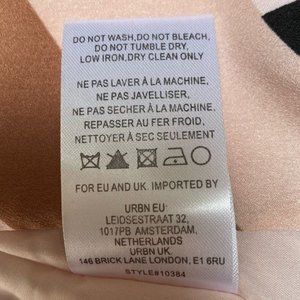 DO NOT WASH,DO NOT BLEACH,
DO NOT TUMBLE DRY,
LOW IRON,DRY CLEAN ONLY
NE PAS LAVER À LA MACHINE,
NE PAS JAVELLISER,
NE PAS SECHER À LA MACHINE.
REPASSER AU FER FROID,
NETTOYER À SEC SEULEMENT
FOR EU AND UK. IMPORTED BY
URBN EU
LEIDSESTRAAT 32,
1017PB AMSTERDAM,
NETHERLANDS
URBN UK.
146 BRICK LANE LONDON, E1 6RU
STYLE#10384